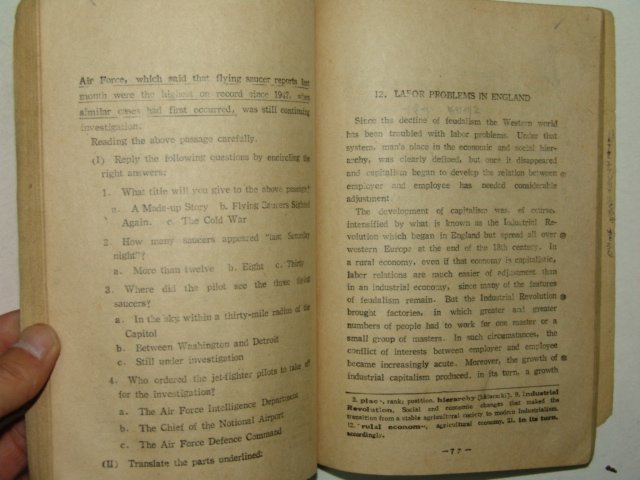 Air Force, which said that flying saucer reports last
month were the highest on record since 1947, when
similar cases had first occurred, was still continuing
investigation.
Reading the above passage carefully.
(I) Reply the following questions by encircling the
right answers:
1. What title will you give to the above passage?
a. A Made-up Story b. Flying Saucers Sighted
Again. c. The Cold War
2. How many saucers appeared "last Saturday
night"?
a. More than twelve b. Eight c. Thirty
3. Where did the pilot see the three flying
saucers?
a. In the sky within a thirty-mile radius of the
Capitol
b. Between Washington and Detroit
c. Still under investigation
4. Who ordered the jet-fighter pilots to take off
for the investigation?
a. The Air Force Intelligence Department
b. The Chief of the Notional Airport
c. The Air Force Defence Command
(II) Translate the parts underlined:
12. LABOR PROBLEMS IN ENGLAND
Since the decline of feudalism the Western world
has been troubled with labor problems. Under that
system, man's place in the economic and social hier-
archy, was clearly defined, but once it disappeared
and capitalism began to develop the relation between
employer and employee has needed considerable
adjustment.
The development of capitalism was, of course,
intensified by what is known as the Industrial Re-
volution which began in England but spread all over
western Europe at the end of the 18th century. In
a rural economy, even if that economy is capitalistic,
labor relations are much easier of adjustment than
in an industrial economy, since many of the features
of feudalism remain. But the Industrial Revolution
brought factories, in which greater and greater
numbers of people had to work for one master or a
small group of masters. In such circumstances, the
conflict of interests between employer and employee
became increasingly acute. Moreover, the growth of
industrial capitalism produced, in its turn, a growth
rank; position. hierarchy 9. Industrial
Revolution, Social and economic changes that made the
transition from a stable agricultural society to modern Industrialism.
12. rural economy, agricultural economy, 21. in its turn,
accordingly.
—77—